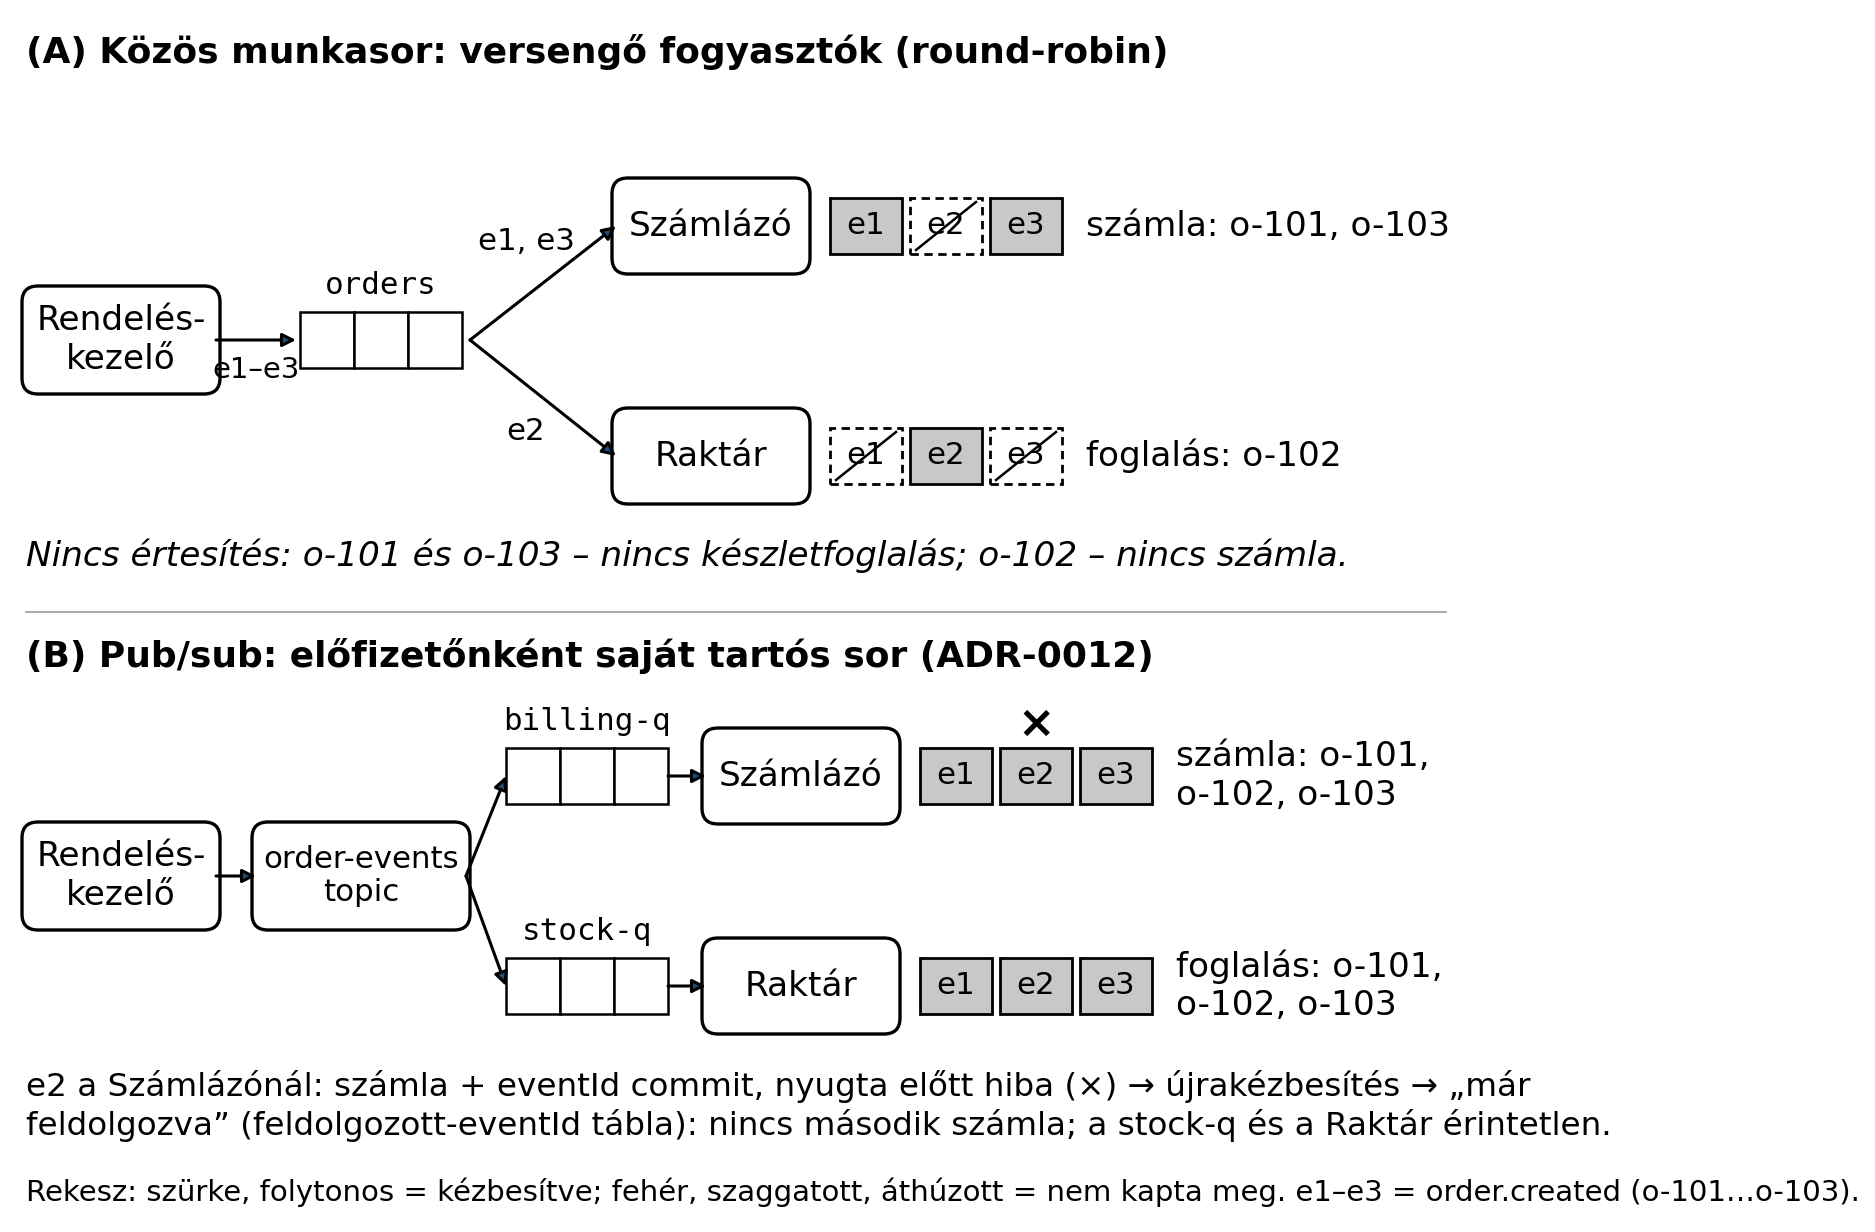 (A) Közös munkasor: versengő fogyasztók (round-robin)
Számlázó
e1
e2
e3
számla: o-101, o-103
e1, e3
orders
Rendelés-
kezelő
e1–e3
e2
Raktár
e1
e2
e3
foglalás: o-102
Nincs értesítés: o-101 és o-103 – nincs készletfoglalás; o-102 – nincs számla.
(B) Pub/sub: előfizetőnként saját tartós sor (ADR-0012)
billing-q
×
Számlázó
e1
e2
e3
számla: o-101,
o-102, o-103
Rendelés-
kezelő
order-events
topic
stock-q
Raktár
e1
e2
e3
foglalás: o-101,
o-102, o-103
e2 a Számlázónál: számla + eventId commit, nyugta előtt hiba (×) → újrakézbesítés → „már
feldolgozva” (feldolgozott-eventId tábla): nincs második számla; a stock-q és a Raktár érintetlen.
Rekesz: szürke, folytonos = kézbesítve; fehér, szaggatott, áthúzott = nem kapta meg. e1–e3 = order.created (o-101…o-103).